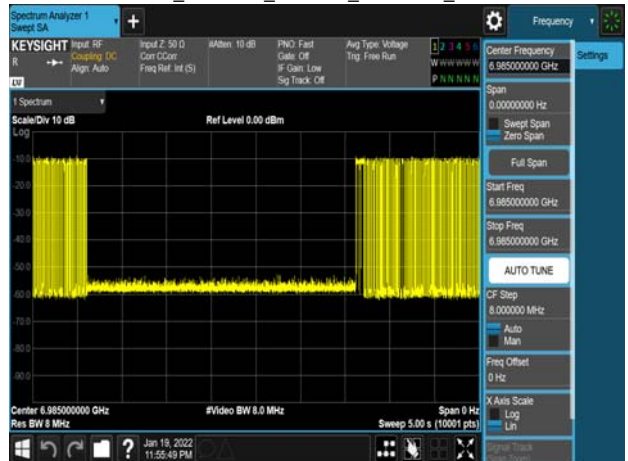 Spectrum Analyzer 1
Swept SA
+
Frequency
KEYSIGHT
R
Input: RF
Coupling: DC
Align: Auto
Input Z: 50 Ω
Corr CCorr
Freq Ref: Int (S)
#Atten: 10 dB
PNO: Fast
Gate: Off
IF Gain: Low
Sig Track: Off
Avg Type: Voltage
Trig: Free Run
1 2 3 4 5 6
W W W W W W
P N N N N N
1 Spectrum
Scale/Div 10 dB
Ref Level 0.00 dBm
Log
-10.0
-20.0
-30.0
-40.0
-50.0
-60.0
-70.0
-80.0
-90.0
Center 6.985000000 GHz
Res BW 8 MHz
#Video BW 8.0 MHz
Span 0 Hz
Sweep 5.00 s (10001 pts)
Center Frequency
6.985000000 GHz
Settings
Span
0.00000000 Hz
Swept Span
Zero Span
Full Span
Start Freq
6.985000000 GHz
Stop Freq
6.985000000 GHz
AUTO TUNE
CF Step
8.000000 MHz
Auto
Man
Freq Offset
0 Hz
X Axis Scale
Log
Lin
Signal Track
(Span Zoom)
?
Jan 19, 2022
11:55:49 PM